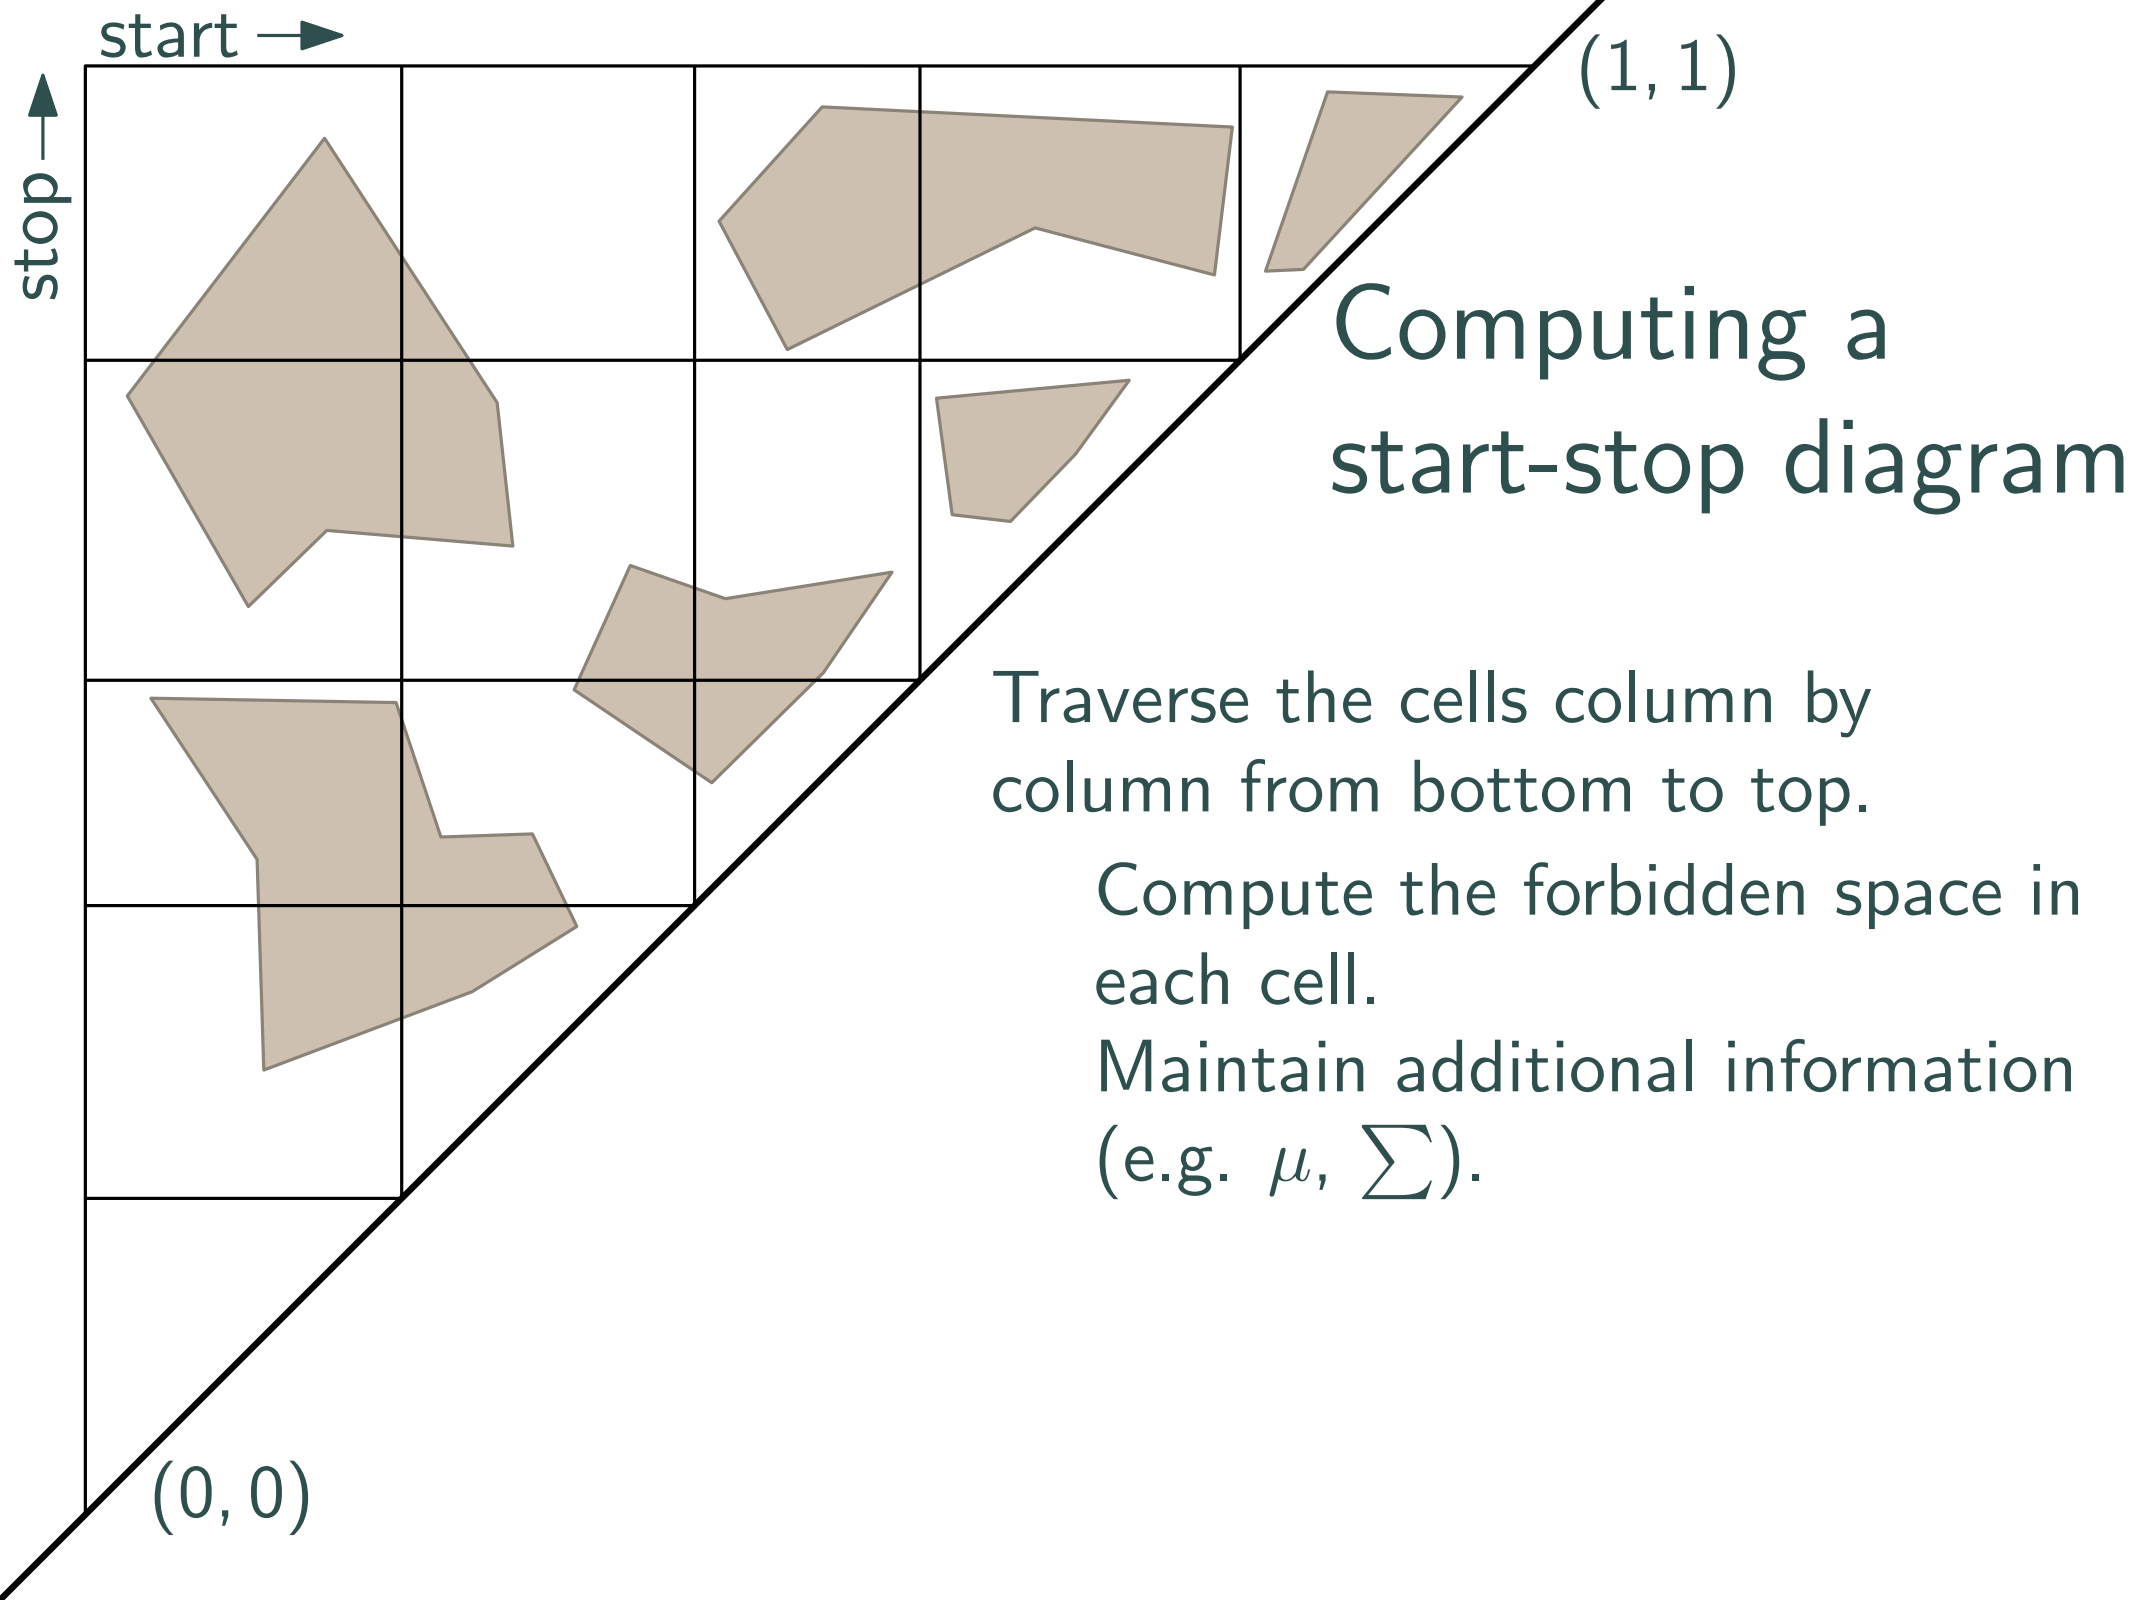 start
stop
(1, 1)
Computing a
start-stop diagram
Traverse the cells column by
column from bottom to top.
Compute the forbidden space in
each cell.
Maintain additional information
(e.g. μ, ∑).
(0, 0)